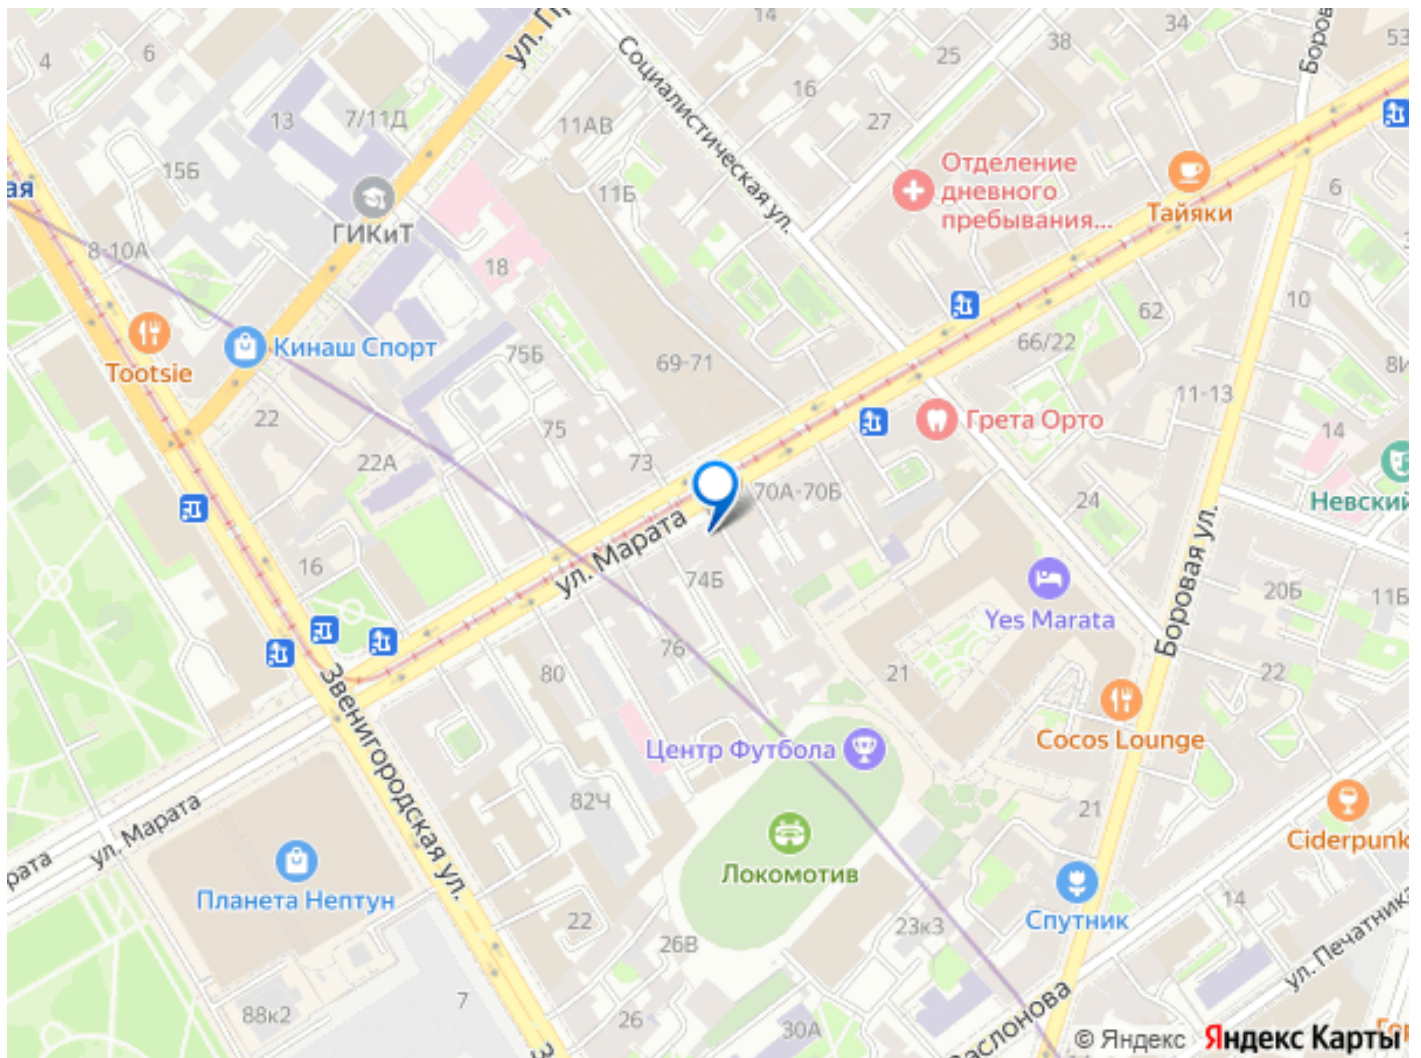 14
34
ул. П
Боров
4
6
25
38
53
Социалистическая ул.
16
13
7/11Д
11АВ
27
15Б
Отделение
дневного
пребывания...
ая
11Б
6
Тайяки
ГИКиТ
8-10А
18
10
62
66/22
Кинаш Спорт
Tootsie
75Б
69-71
8И
11-13
22
Грета Орто
75
14
22А
73
70А-70Б
24
Невский
ул. Марата
Боровая ул.
16
74Б
20Б
11Б
Yes Marata
76
80
21
22
Звенигородская ул.
Центр Футбола
Cocos Lounge
82Ч
21
ул. Марата
Ciderpunk
рата
Локомотив
Планета Нептун
14
22
23к3
Спутник
26В
ул. Печатника
7
88к2
26
30А
аслонова
© Яндекс Яндекс Карты